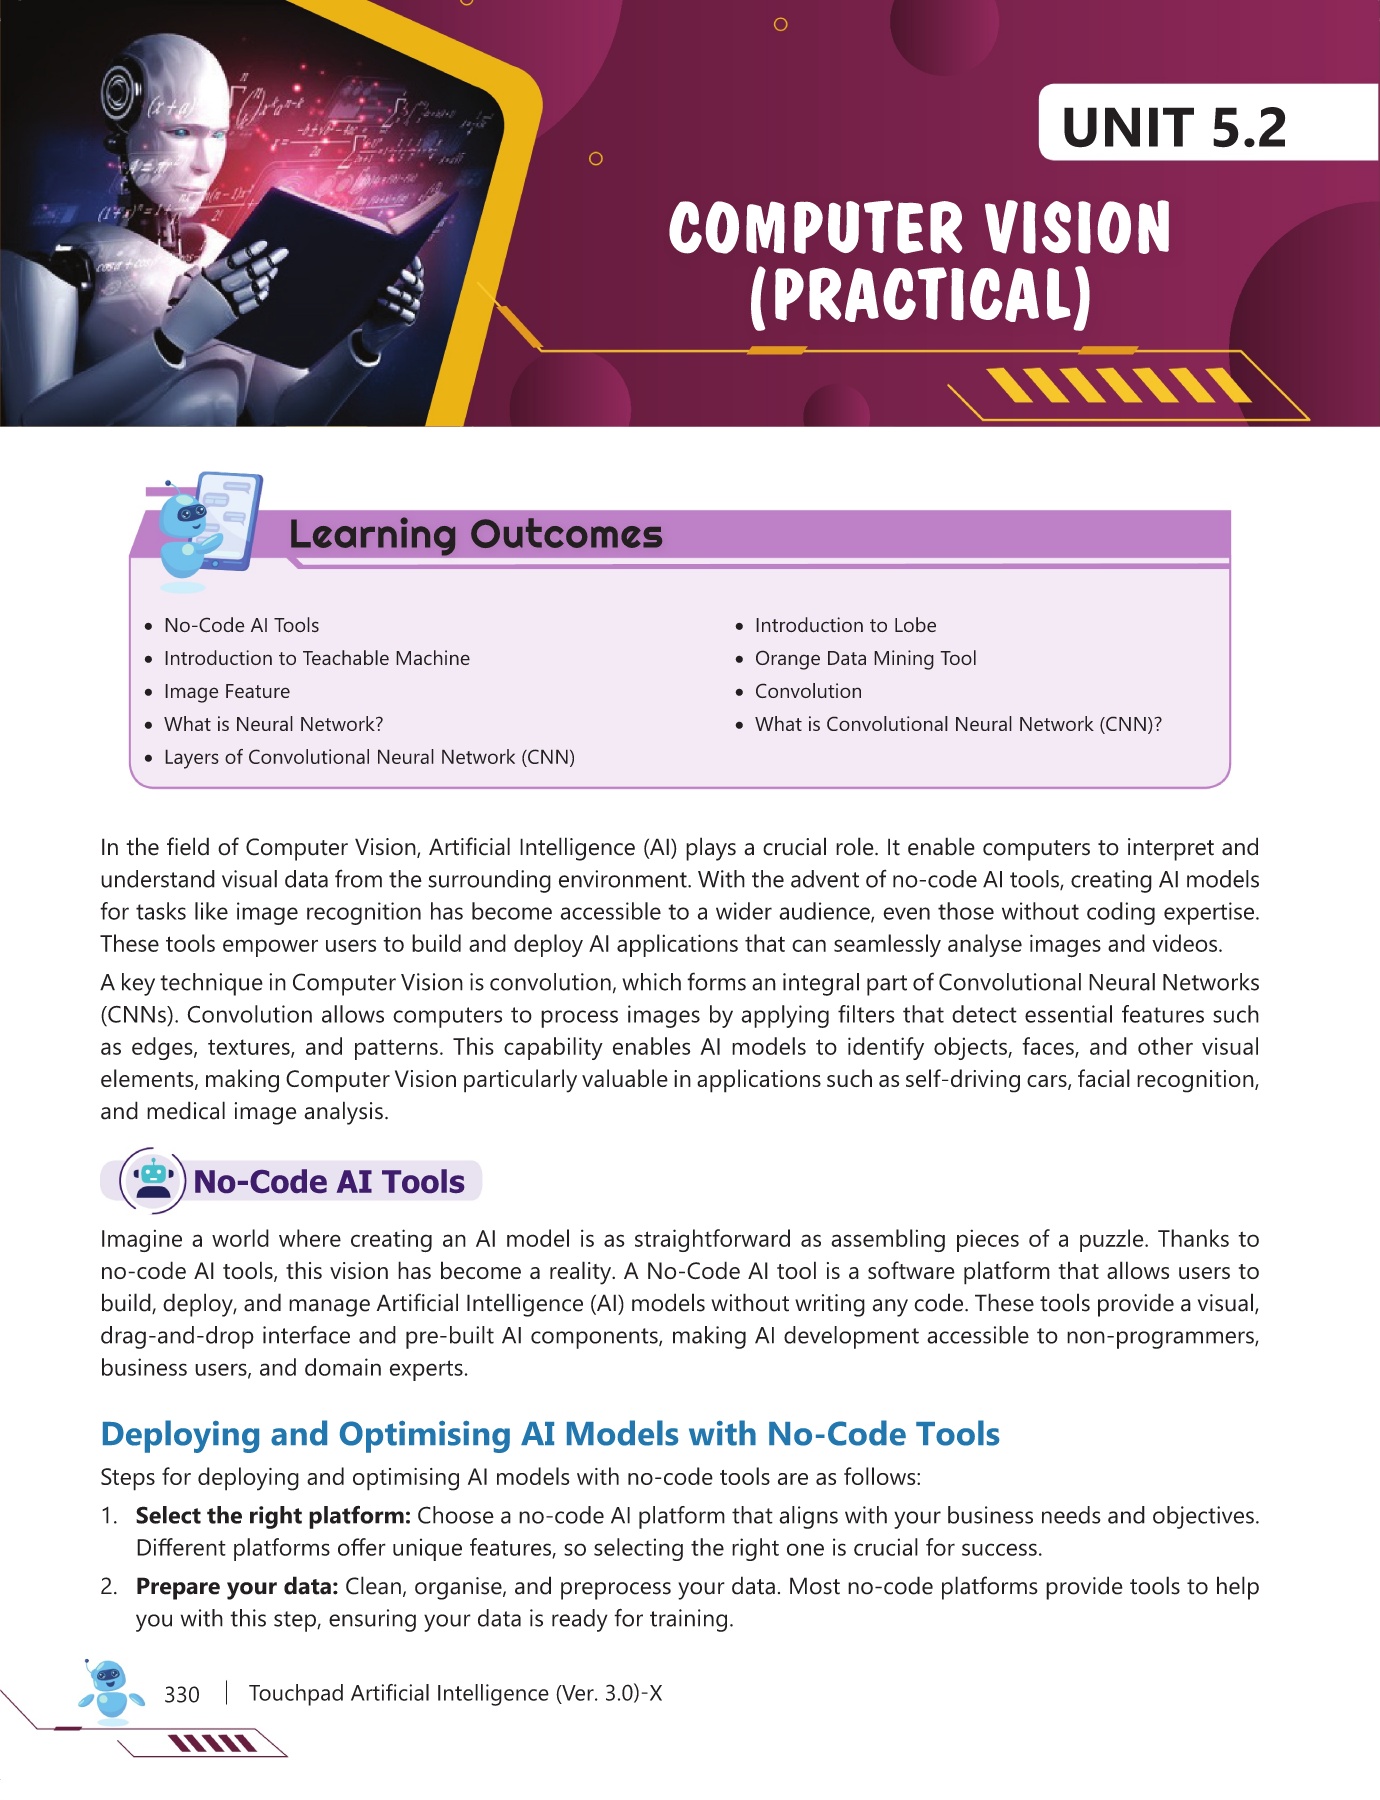 UNIT 5.2
COMPUTER VISION
(PRACTICAL)
Learning Outcomes
• No-Code AI Tools
• Introduction to Teachable Machine
• Image Feature
• What is Neural Network?
• Layers of Convolutional Neural Network (CNN)
• Introduction to Lobe
• Orange Data Mining Tool
• Convolution
• What is Convolutional Neural Network (CNN)?
In the field of Computer Vision, Artificial Intelligence (AI) plays a crucial role. It enable computers to interpret and
understand visual data from the surrounding environment. With the advent of no-code AI tools, creating AI models
for tasks like image recognition has become accessible to a wider audience, even those without coding expertise.
These tools empower users to build and deploy AI applications that can seamlessly analyse images and videos.
A key technique in Computer Vision is convolution, which forms an integral part of Convolutional Neural Networks
(CNNs). Convolution allows computers to process images by applying filters that detect essential features such
as edges, textures, and patterns. This capability enables AI models to identify objects, faces, and other visual
elements, making Computer Vision particularly valuable in applications such as self-driving cars, facial recognition,
and medical image analysis.
No-Code AI Tools
Imagine a world where creating an AI model is as straightforward as assembling pieces of a puzzle. Thanks to
no-code AI tools, this vision has become a reality. A No-Code AI tool is a software platform that allows users to
build, deploy, and manage Artificial Intelligence (AI) models without writing any code. These tools provide a visual,
drag-and-drop interface and pre-built AI components, making AI development accessible to non-programmers,
business users, and domain experts.
Deploying and Optimising AI Models with No-Code Tools
Steps for deploying and optimising AI models with no-code tools are as follows:
1. Select the right platform: Choose a no-code AI platform that aligns with your business needs and objectives.
Different platforms offer unique features, so selecting the right one is crucial for success.
2. Prepare your data: Clean, organise, and preprocess your data. Most no-code platforms provide tools to help
you with this step, ensuring your data is ready for training.
330 | Touchpad Artificial Intelligence (Ver. 3.0)-X